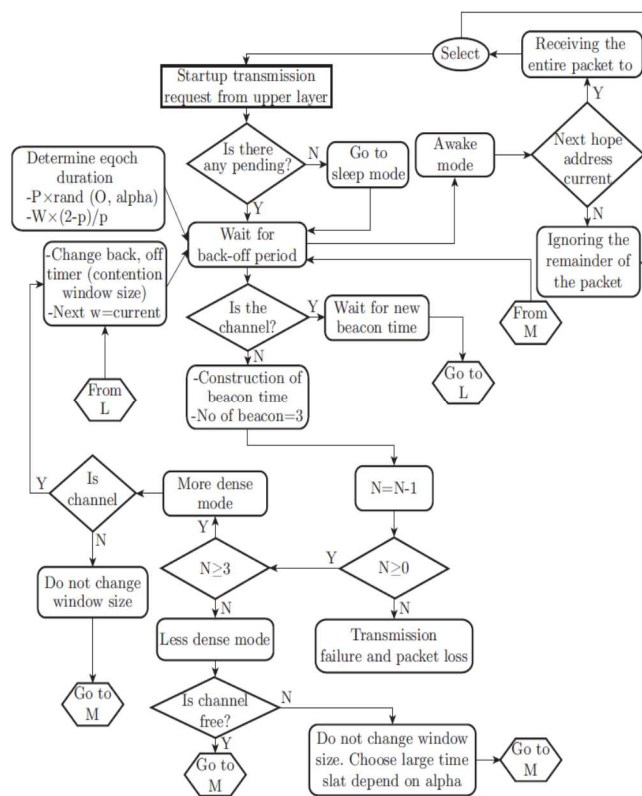 Select
Receiving the
entire packet to
Startup transmission
request from upper layer
Y
Is there
any pending?
N
Go to
sleep mode
Awake
mode
Next hope
address
current
Determine eqoch
duration
-P×rand (O, alpha)
-W×(2-p)/p
Y
N
Wait for
back-off period
Ignoring the
remainder of
the packet
-Change back, off
timer (contention
window size)
-Next w=current
Is the
channel?
Y
Wait for new
beacon time
From
M
N
From
L
-Construction of
beacon time
-No of beacon=3
Go to
L
Y
Is
channel
More dense
mode
N=N-1
N
Y
Do not change
window size
N≥3
Y
N≥0
N
N
Less dense mode
Transmission
failure and packet loss
Go to
M
Is channel
free?
N
Y
Go to
M
Do not change window
size. Choose large time
slat depend on alpha
Go to
M